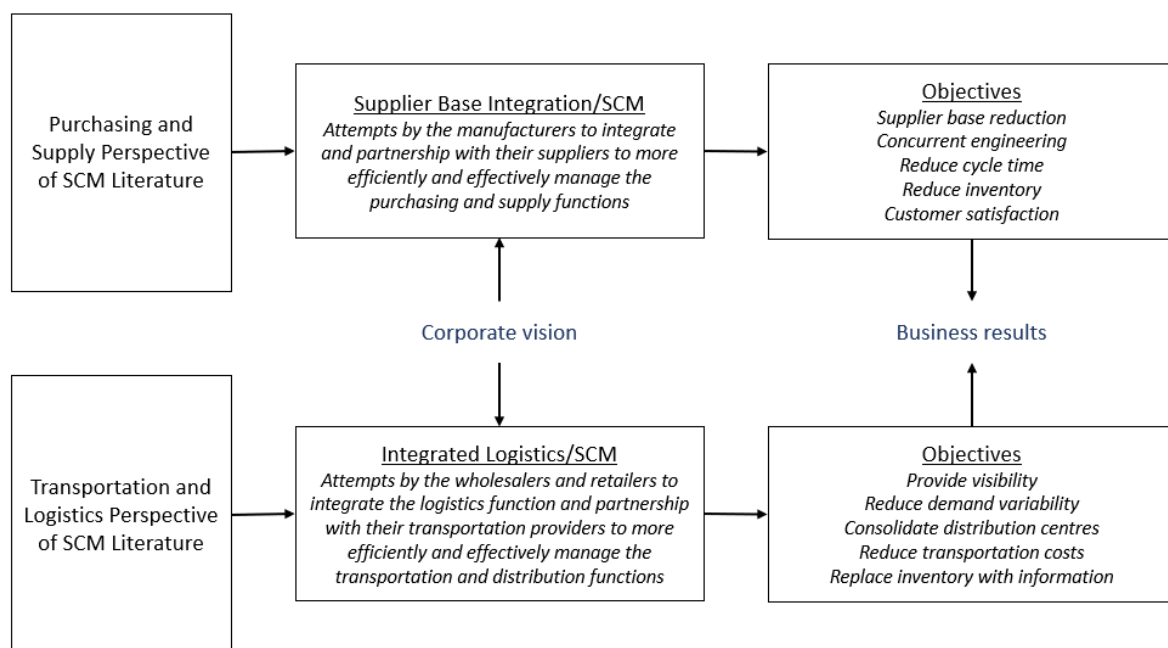 Purchasing and
Supply Perspective
of SCM Literature
Supplier Base Integration/SCM
Attempts by the manufacturers to integrate
and partnership with their suppliers to more
efficiently and effectively manage the
purchasing and supply functions
Objectives
Supplier base reduction
Concurrent engineering
Reduce cycle time
Reduce inventory
Customer satisfaction
Corporate vision
Business results
Transportation and
Logistics Perspective
of SCM Literature
Integrated Logistics/SCM
Attempts by the wholesalers and retailers to
integrate the logistics function and partnership
with their transportation providers to more
efficiently and effectively manage the
transportation and distribution functions
Objectives
Provide visibility
Reduce demand variability
Consolidate distribution centres
Reduce transportation costs
Replace inventory with information